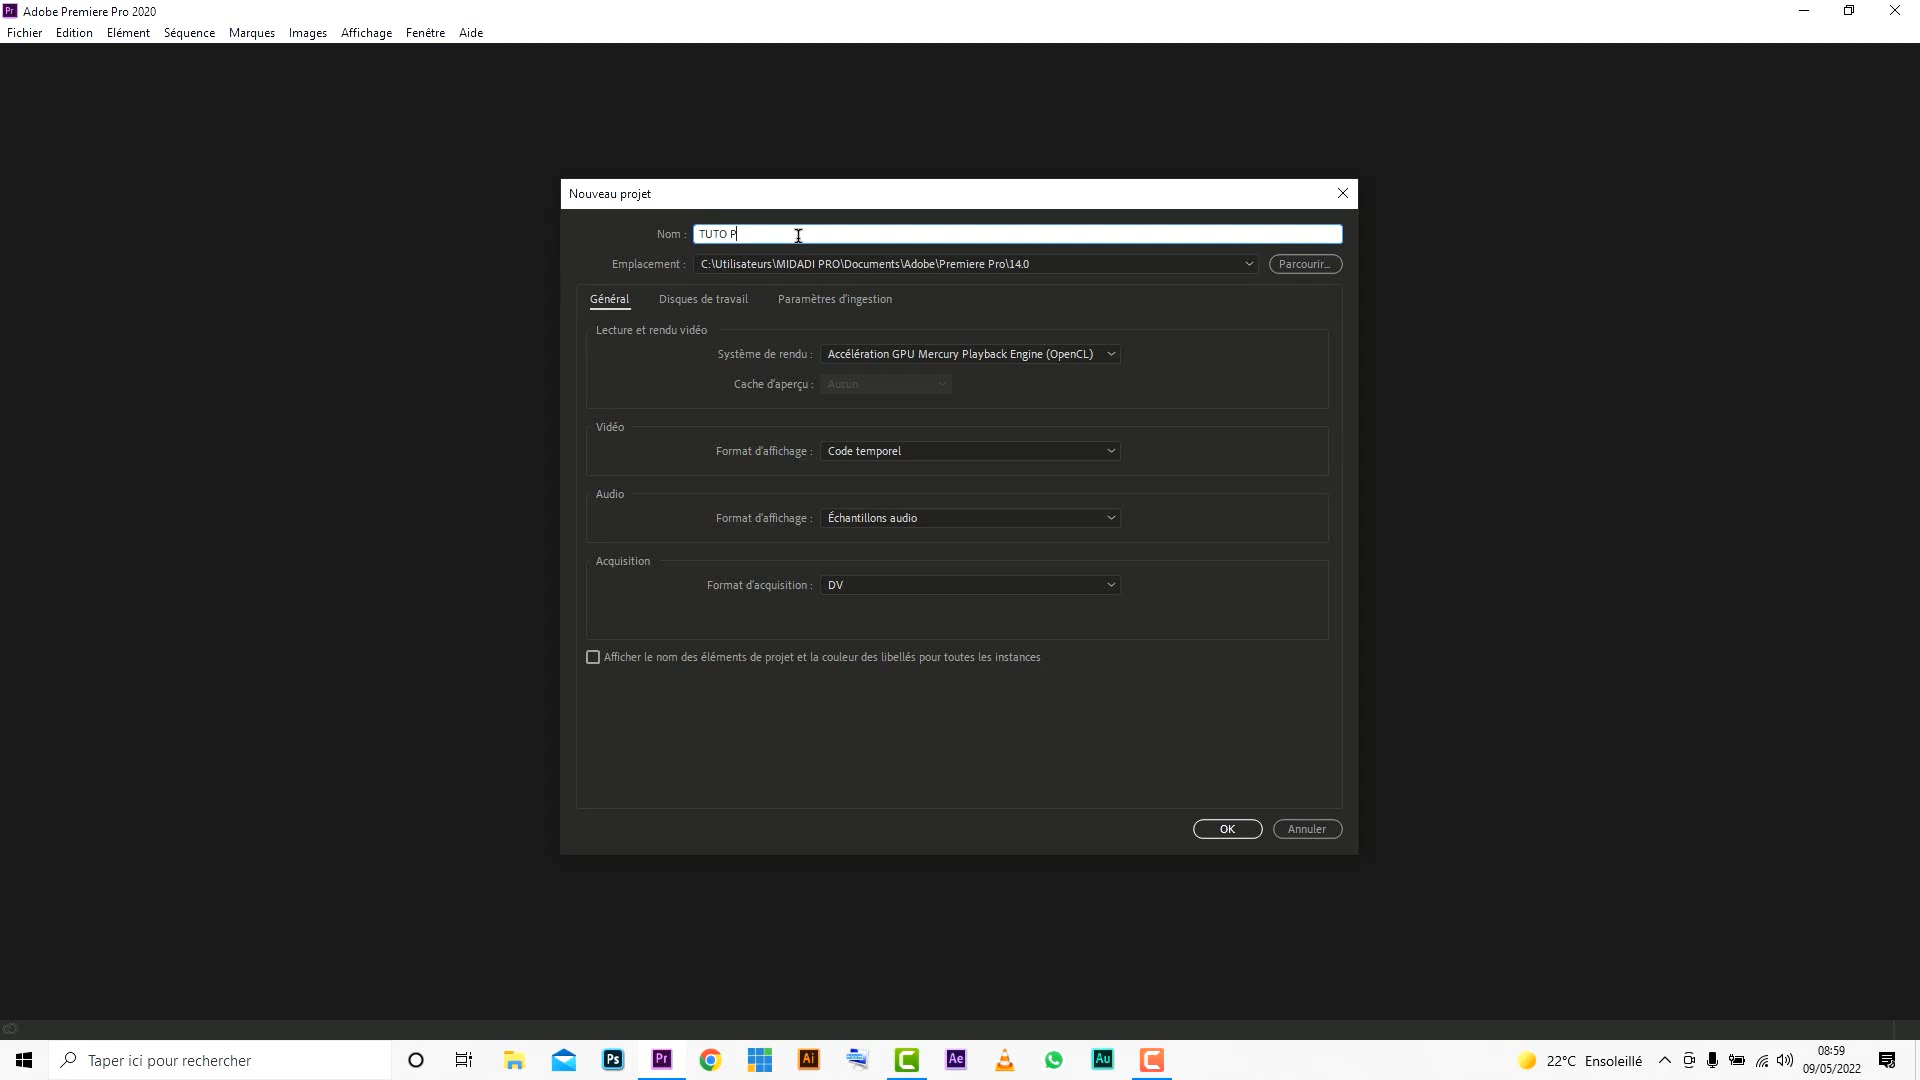 Pr Adobe Premiere Pro 2020
Fichier Edition Elément Séquence Marques Images Affichage Fenêtre Aide
Nouveau projet
Nom : TUTO P
Emplacement : C:\Utilisateurs\MIDADI PRO\Documents\Adobe\Premiere Pro\14.0 Parcourir...
Général Disques de travail Paramètres d'ingestion
Lecture et rendu vidéo
Système de rendu : Accélération GPU Mercury Playback Engine (OpenCL)
Cache d'aperçu : Aucun
Vidéo
Format d'affichage : Code temporel
Audio
Format d'affichage : Échantillons audio
Acquisition
Format d'acquisition : DV
Afficher le nom des éléments de projet et la couleur des libellés pour toutes les instances
OK Annuler
Taper ici pour rechercher Ps Pr Ai Ae Au 22°C Ensoleillé 08:59
09/05/2022